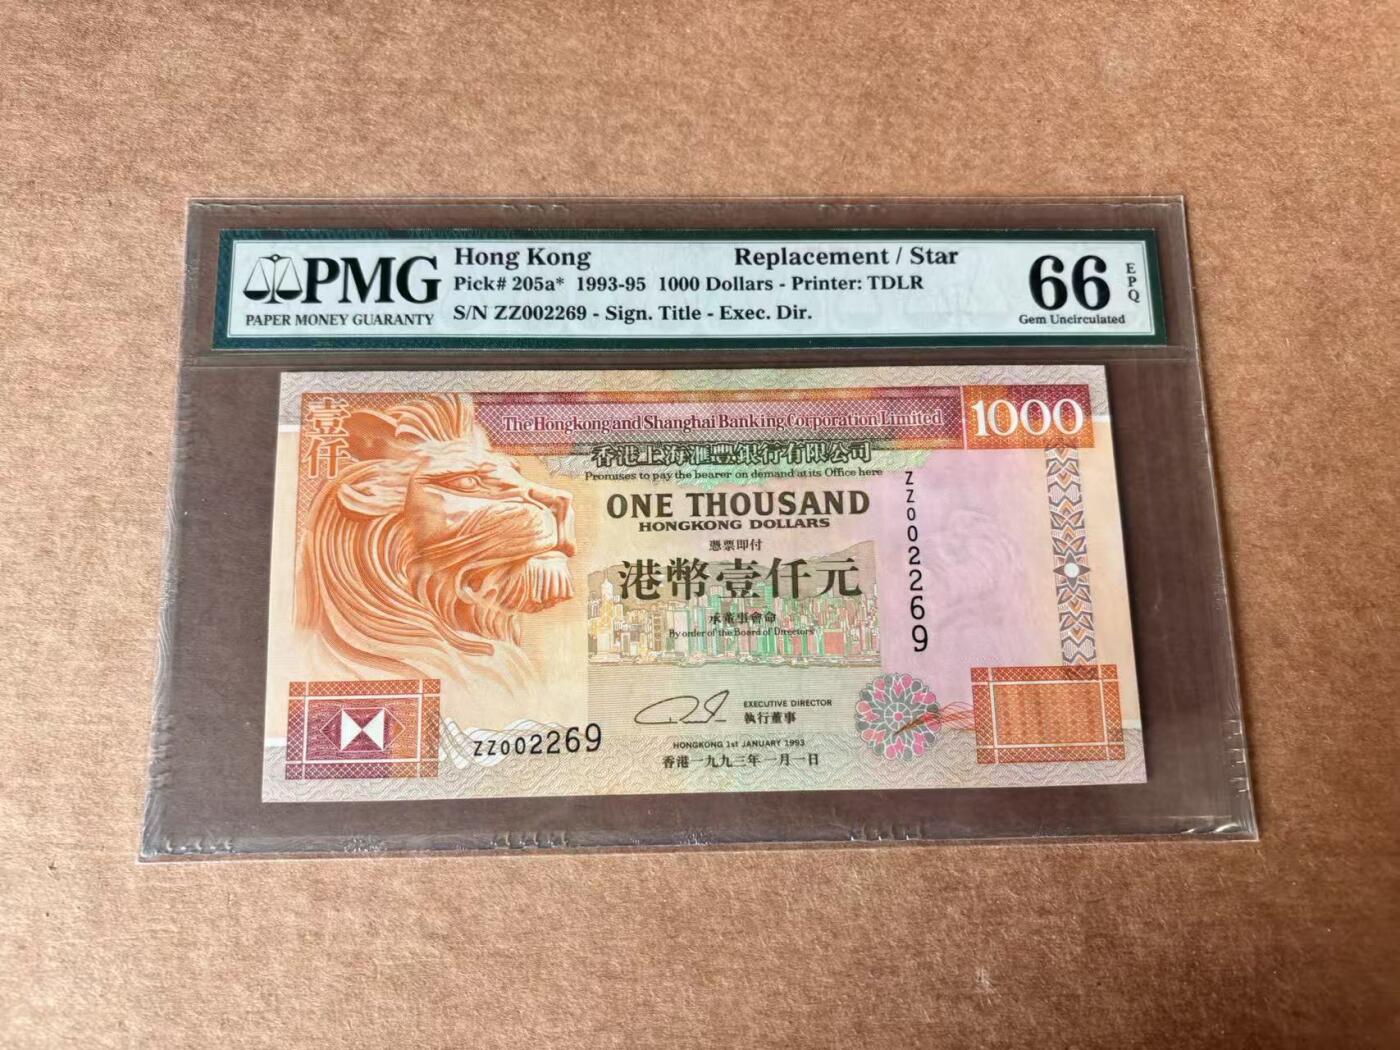 PMG
PAPER MONEY GUARANTY
Hong Kong Replacement / Star
Pick# 205a* 1993-95 1000 Dollars - Printer: TDLR
S/N ZZ002269 - Sign. Title - Exec. Dir.
66 EPQ
Gem Uncirculated
壹仟
The Hongkong and Shanghai Banking Corporation Limited
1000
香港上海滙豐銀行有限公司
Promises to pay the bearer on demand at its Office here
ONE THOUSAND
HONGKONG DOLLARS
憑票即付
港幣壹仟元
承董事會命
By order of the Board of Directors
ZZ002269
EXECUTIVE DIRECTOR
執行董事
ZZ002269
HONGKONG 1st JANUARY 1993
香港一九九三年一月一日